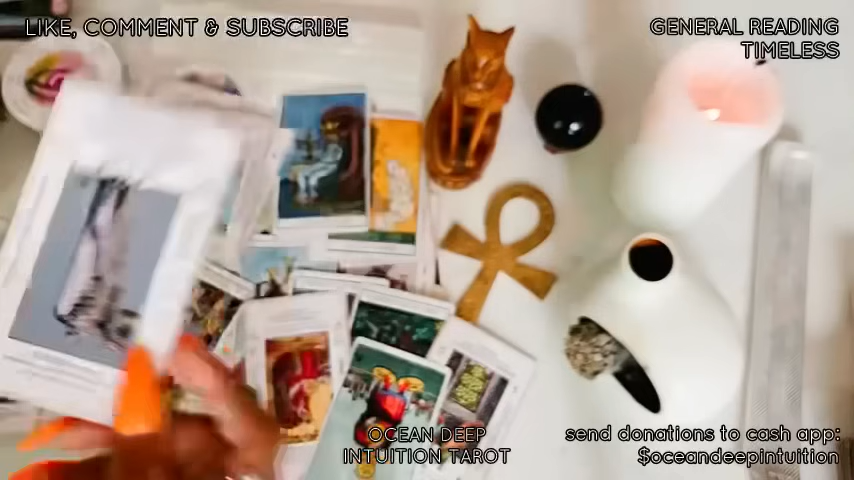 LIKE, COMMENT & SUBSCRIBE
GENERAL READING
TIMELESS
OCEAN DEEP
INTUITION TAROT
send donations to cash app:
$oceandeepintuition